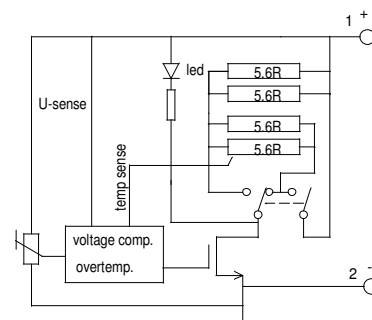 1 +
led
5.6R
5.6R
U-sense
5.6R
5.6R
temp sense
voltage comp.
overtemp.
2 -